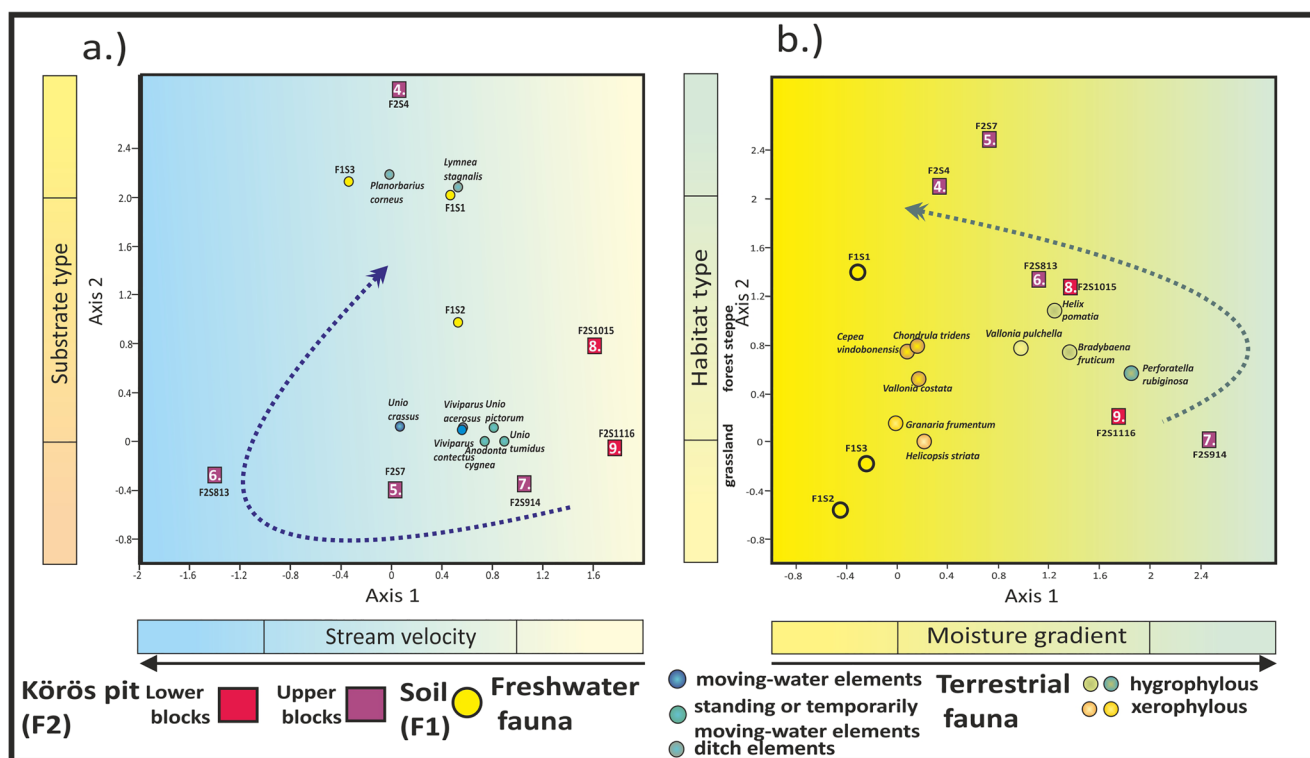 a.)
b.)
Substrate type
Axis 2
2.4
2.0
1.6
1.2
0.8
0.4
0
-0.4
-0.8
4.
F2S4
F1S3
Planorbarius
corneus
Lymnea
stagnalis
F1S1
F1S2
F2S1015
8.
Unio
crassus
Viviparus
acerosus
Unio
pictorum
Viviparus
contectus
Anodonta
cygnea
Unio
tumidus
F2S1116
9.
6.
F2S813
F2S7
5.
7.
F2S914
-2
-1.6
-1.2
-0.8
-0.4
0
0.4
0.8
1.2
1.6
Axis 1
Stream velocity
Habitat type
Axis 2
forest steppe
grassland
2.4
2
1.6
1.2
0.8
0.4
0
-0.4
-0.8
F2S7
5.
F2S4
4.
F1S1
F2S813
6.
8.
F2S1015
Helix
pomatia
Cepea
vindobonensis
Chondrula tridens
Vallonia pulchella
Bradybaena
fruticum
Vallonia costata
Perforatella
rubiginosa
Granaria frumentum
Helicopsis striata
9.
F2S1116
7.
F2S914
F1S3
F1S2
-0.8
-0.4
0
0.4
0.8
1.2
1.6
2
2.4
Axis 1
Moisture gradient
Körös pit
(F2)
Lower
blocks
Upper
blocks
Soil
(F1)
Freshwater
fauna
moving-water elements
standing or temporarily
moving-water elements
ditch elements
Terrestrial
fauna
hygrophylous
xerophylous